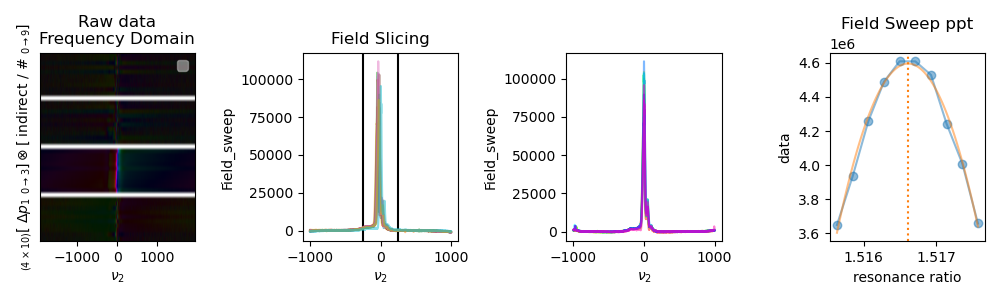 Raw data
Frequency Domain
(4 × 10)[ Δp1 0→3] ⊗ [ indirect / # 0→9]
−1000 0 1000
ν2
Field Slicing
Field_sweep
100000
75000
50000
25000
0
−1000 0 1000
ν2
Field_sweep
100000
75000
50000
25000
0
−1000 0 1000
ν2
Field Sweep ppt
1e6
data
4.6
4.4
4.2
4.0
3.8
3.6
1.516 1.517
resonance ratio